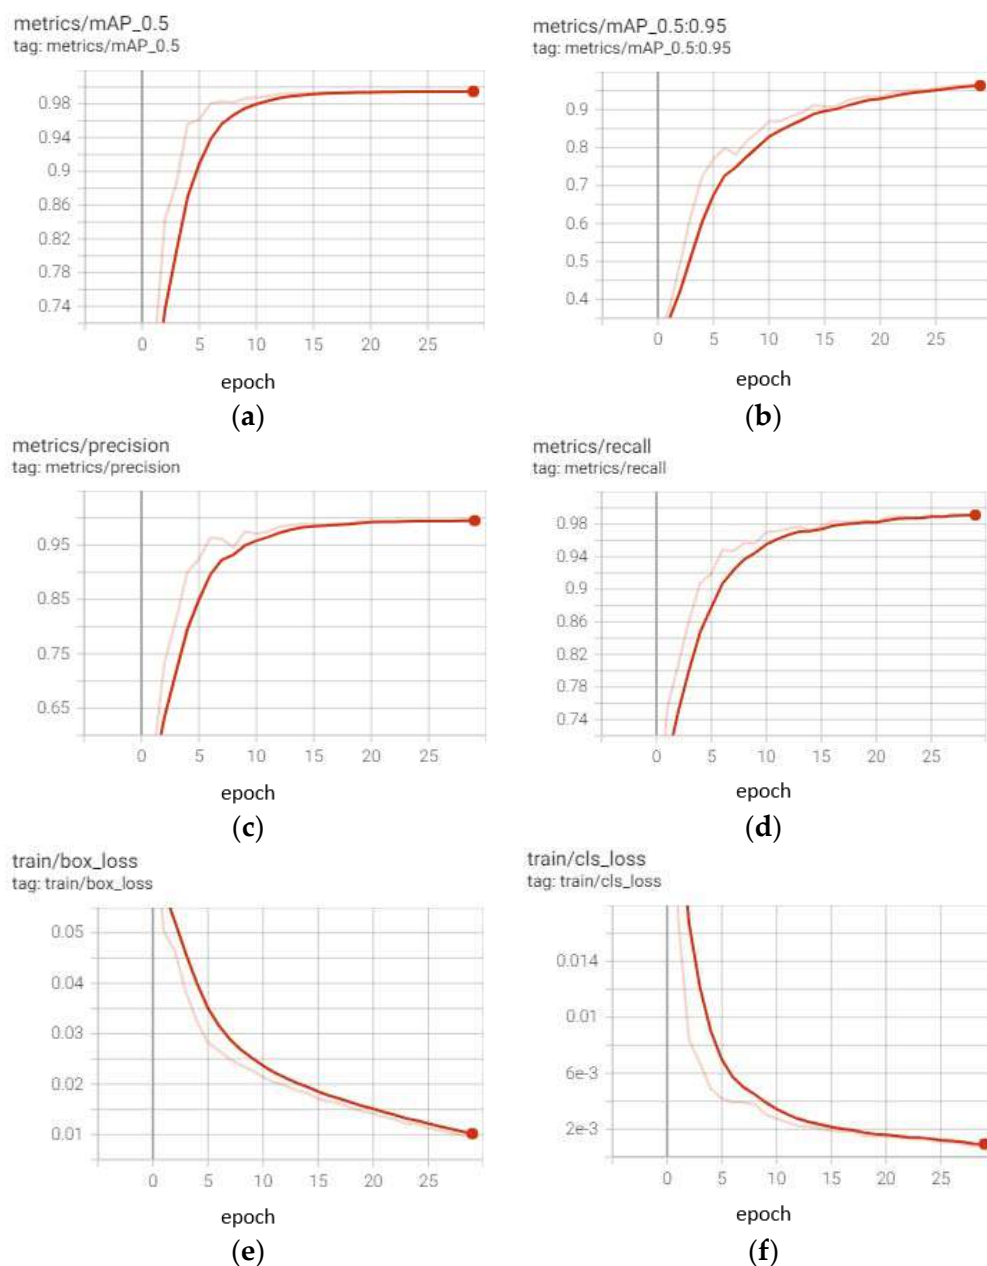 metrics/mAP_0.5
tag: metrics/mAP_0.5
0.98
0.94
0.9
0.86
0.82
0.78
0.74
0 5 10 15 20 25
epoch
(a)
metrics/mAP_0.5:0.95
tag: metrics/mAP_0.5:0.95
0.9
0.8
0.7
0.6
0.5
0.4
0 5 10 15 20 25
epoch
(b)
metrics/precision
tag: metrics/precision
0.95
0.85
0.75
0.65
0 5 10 15 20 25
epoch
(c)
metrics/recall
tag: metrics/recall
0.98
0.94
0.9
0.86
0.82
0.78
0.74
0 5 10 15 20 25
epoch
(d)
train/box_loss
tag: train/box_loss
0.05
0.04
0.03
0.02
0.01
0 5 10 15 20 25
epoch
(e)
train/cls_loss
tag: train/cls_loss
0.014
0.01
6e-3
2e-3
0 5 10 15 20 25
epoch
(f)